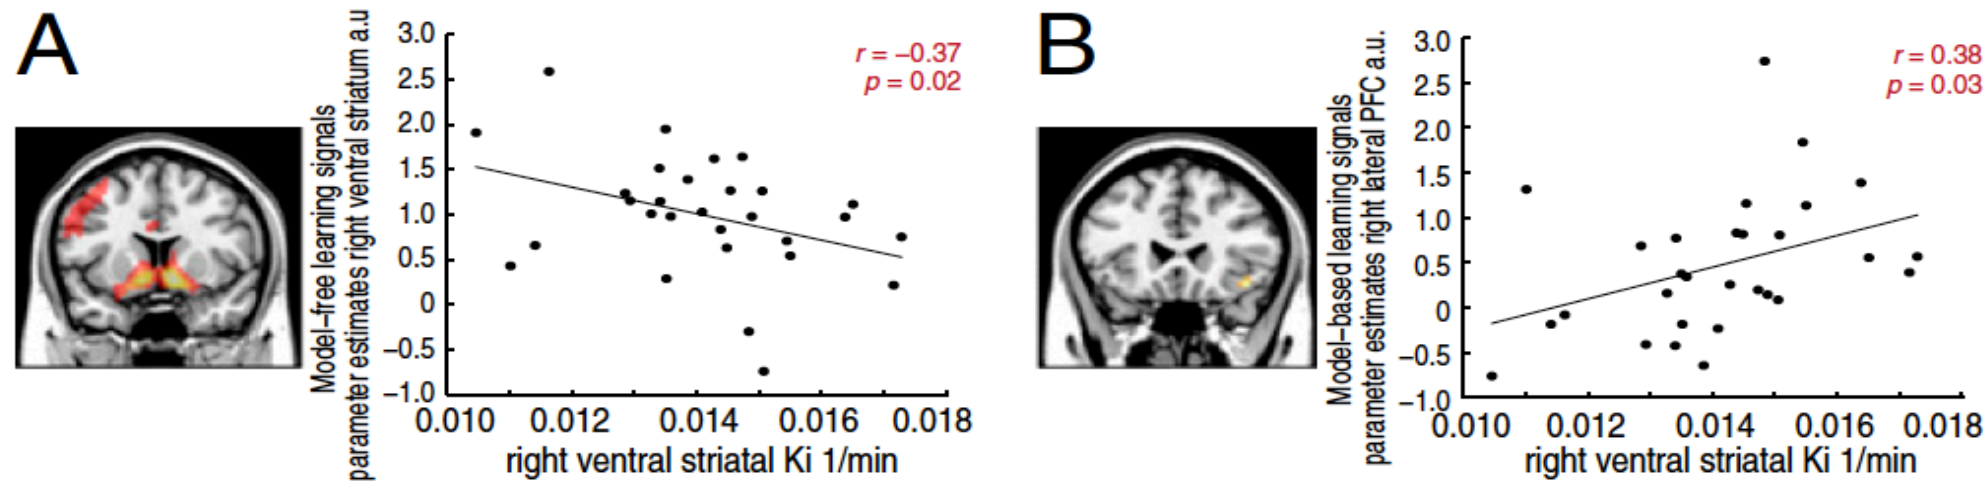 A
Model–free learning signals
parameter estimates right ventral striatum a.u
3.0
2.5
2.0
1.5
1.0
0.5
0
−0.5
−1.0
r = −0.37
p = 0.02
0.010 0.012 0.014 0.016 0.018
right ventral striatal Ki 1/min
B
Model−based learning signals
parameter estimates right lateral PFC a.u.
3.0
2.5
2.0
1.5
1.0
0.5
0
−0.5
−1.0
r = 0.38
p = 0.03
0.010 0.012 0.014 0.016 0.018
right ventral striatal Ki 1/min